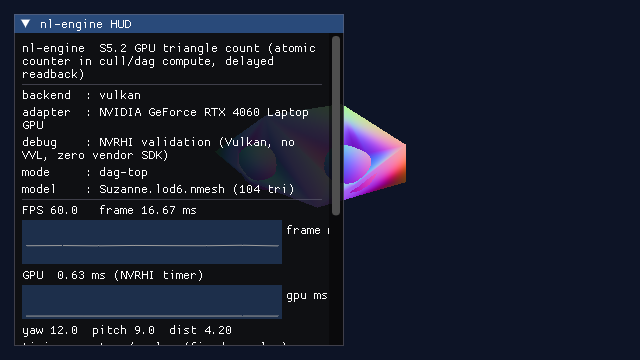 nl-engine HUD
nl-engine  S5.2 GPU triangle count (atomic
counter in cull/dag compute, delayed
readback)
backend  : vulkan
adapter  : NVIDIA GeForce RTX 4060 Laptop
GPU
debug    : NVRHI validation (Vulkan, no
VVL, zero vendor SDK)
mode     : dag-top
model    : Suzanne.lod6.nmesh (104 tri)
FPS 60.0   frame 16.67 ms
frame
GPU  0.63 ms (NVRHI timer)
gpu ms
yaw 12.0  pitch 9.0  dist 4.20